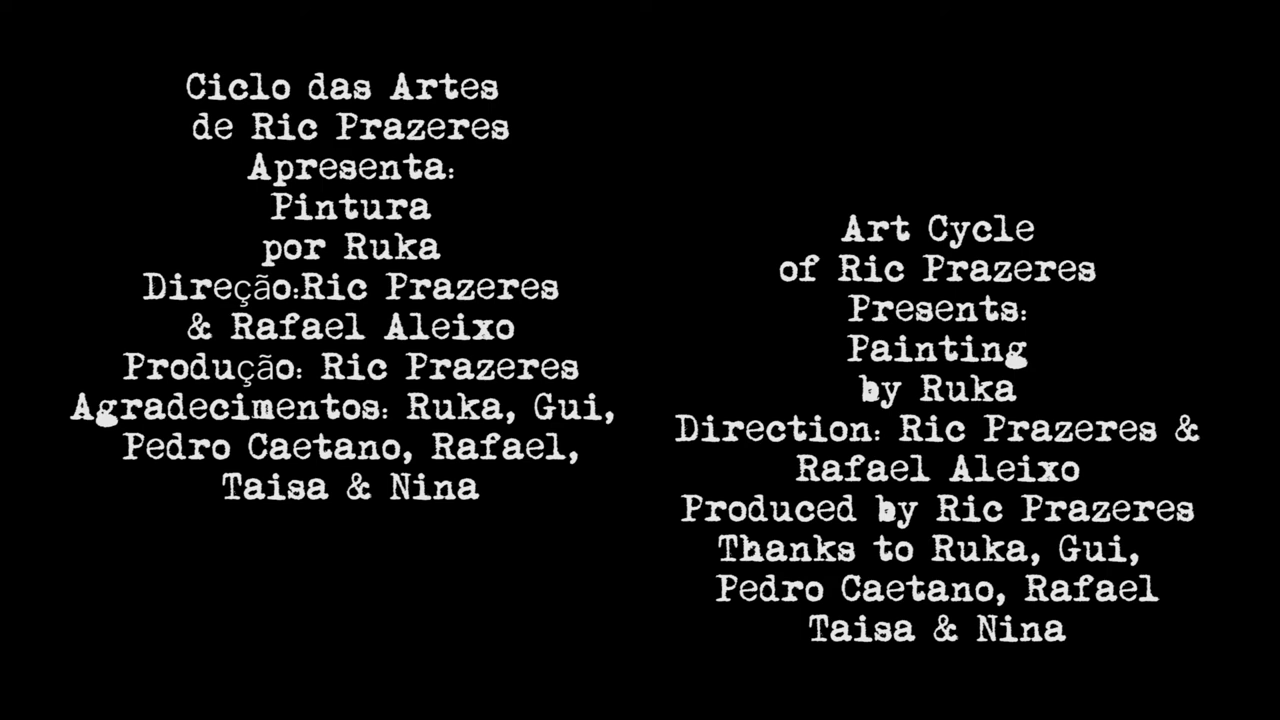 Ciclo das Artes
de Ric Prazeres
Apresenta:
Pintura
por Ruka
Direção:Ric Prazeres
& Rafael Aleixo
Produção: Ric Prazeres
Agradecimentos: Ruka, Gui,
Pedro Caetano, Rafael,
Taisa & Nina
Art Cycle
of Ric Prazeres
Presents:
Painting
by Ruka
Direction: Ric Prazeres &
Rafael Aleixo
Produced by Ric Prazeres
Thanks to Ruka, Gui,
Pedro Caetano, Rafael
Taisa & Nina